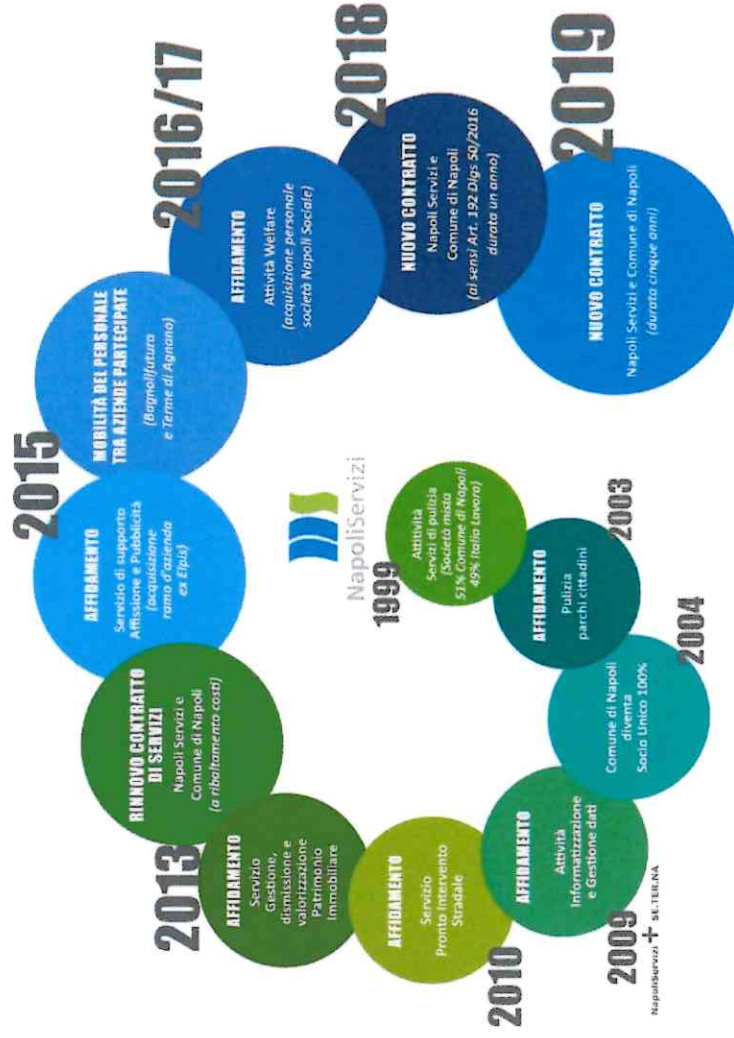 NapoliServizi
1999
Attitività
Servizi di pulizia
(Società mista
51% Comune di Napoli
49% Italia Lavoro)
2003
AFFIDAMENTO
Pulizia
parchi cittadini
2004
Comune di Napoli
diventa
Socio Unico 100%
2009
NapoliServizi + SE.TER.NA
AFFIDAMENTO
Attività
Informatizzazione
e Gestione dati
2010
AFFIDAMENTO
Servizio
Pronto Intervento
Stradale
2013
AFFIDAMENTO
Servizio
Gestione,
dismissione e
valorizzazione
Patrimonio
Immobiliare
RINNOVO CONTRATTO
DI SERVIZI
Napoli Servizi e
Comune di Napoli
(a ribaltamento costi)
2015
AFFIDAMENTO
Servizio di supporto
Affissione e Pubblicità
(acquisizione
ramo d'azienda
ex Elpis)
MOBILITÀ DEL PERSONALE
TRA AZIENDE PARTECIPATE
(Bagnolifutura
e Terme di Agnano)
2016/17
AFFIDAMENTO
Attività Welfare
(acquisizione personale
società Napoli Sociale)
2018
NUOVO CONTRATTO
Napoli Servizi e
Comune di Napoli
(ai sensi Art. 192 Dlgs 50/2016
durata un anno)
2019
NUOVO CONTRATTO
Napoli Servizi e Comune di Napoli
(durata cinque anni)